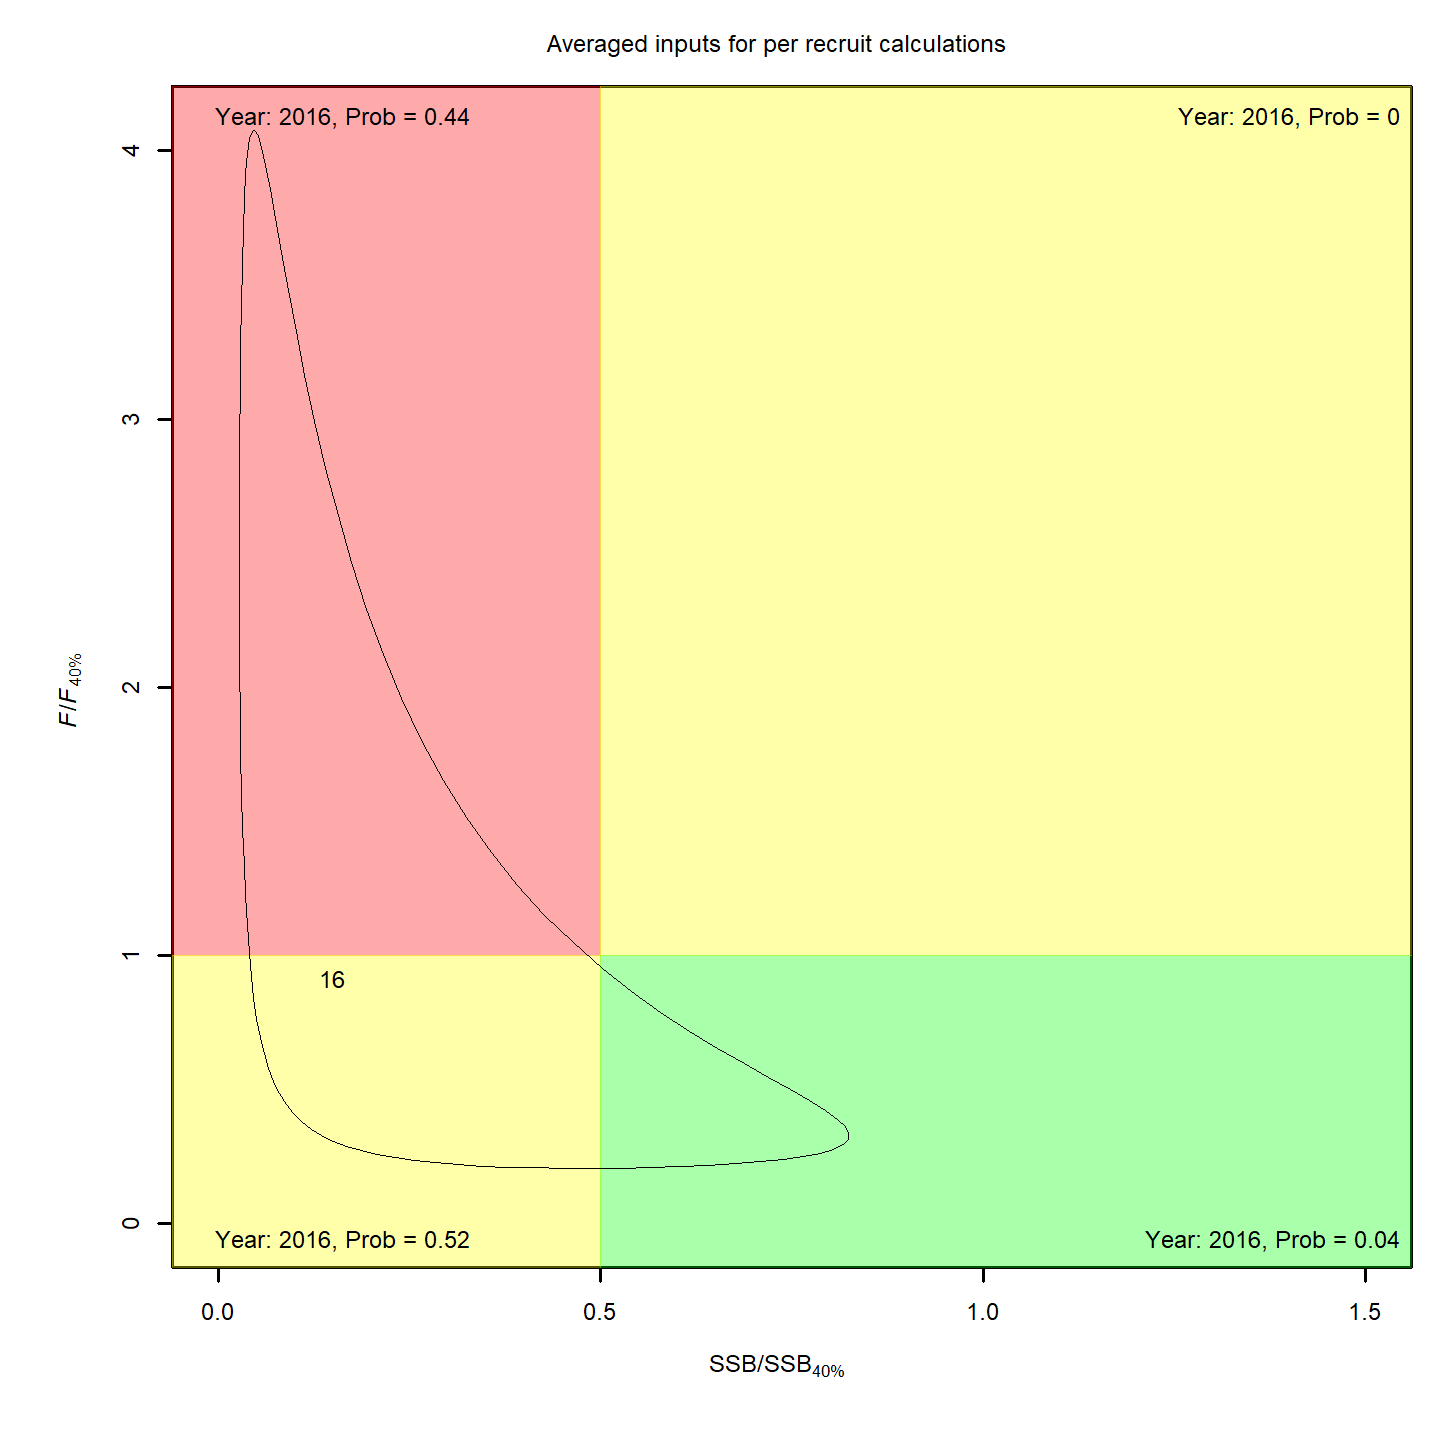 Averaged inputs for per recruit calculations
Year: 2016, Prob = 0.44
Year: 2016, Prob = 0
4
3
2
1
0
F/F40%
16
Year: 2016, Prob = 0.52
Year: 2016, Prob = 0.04
0.0
0.5
1.0
1.5
SSB/SSB40%